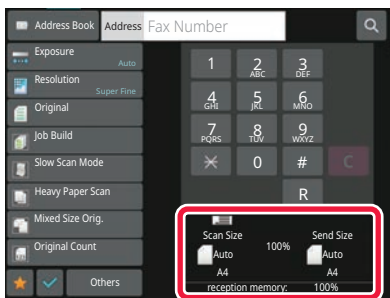 Address Book
Address
Fax Number
Exposure
Auto
Resolution
Super Fine
Original
Job Build
Slow Scan Mode
Heavy Paper Scan
Mixed Size Orig.
Original Count
Others
1
2
ABC
3
DEF
4
GHI
5
JKL
6
MNO
7
PQRS
8
TUV
9
WXYZ
0
#
C
R
Scan Size
100%
Send Size
Auto
Auto
A4
A4
reception memory: 100%